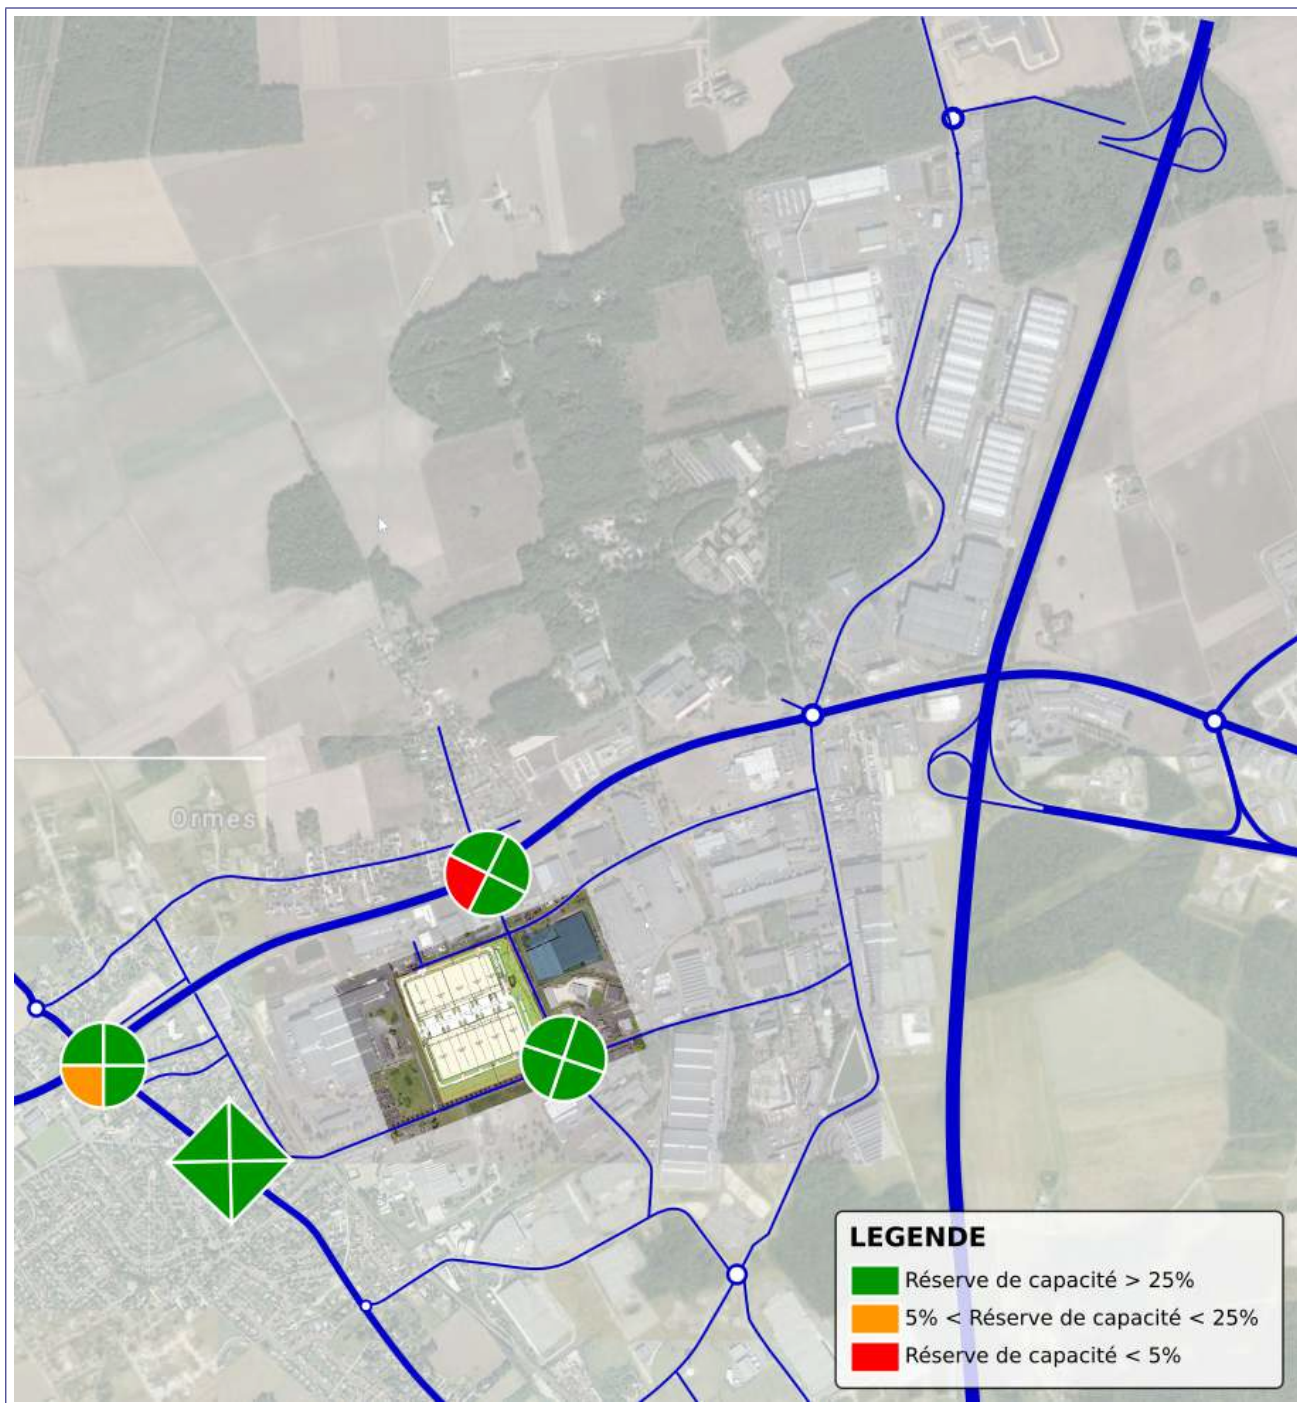 Ormes
LEGENDE
Réserve de capacité > 25%
5% < Réserve de capacité < 25%
Réserve de capacité < 5%